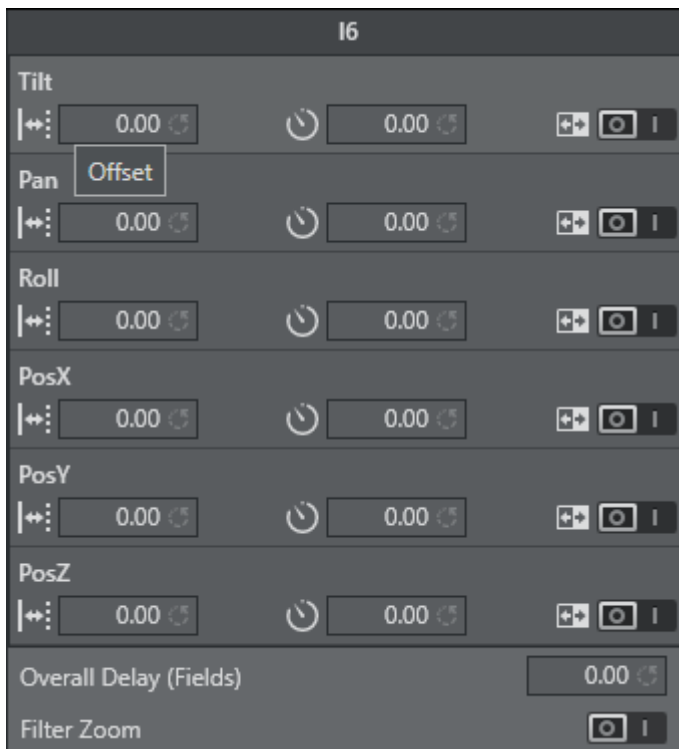 I6
Tilt
0.00 0.00 O I
Offset
Pan
0.00 0.00 O I
Roll
0.00 0.00 O I
PosX
0.00 0.00 O I
PosY
0.00 0.00 O I
PosZ
0.00 0.00 O I
Overall Delay (Fields) 0.00
Filter Zoom O I